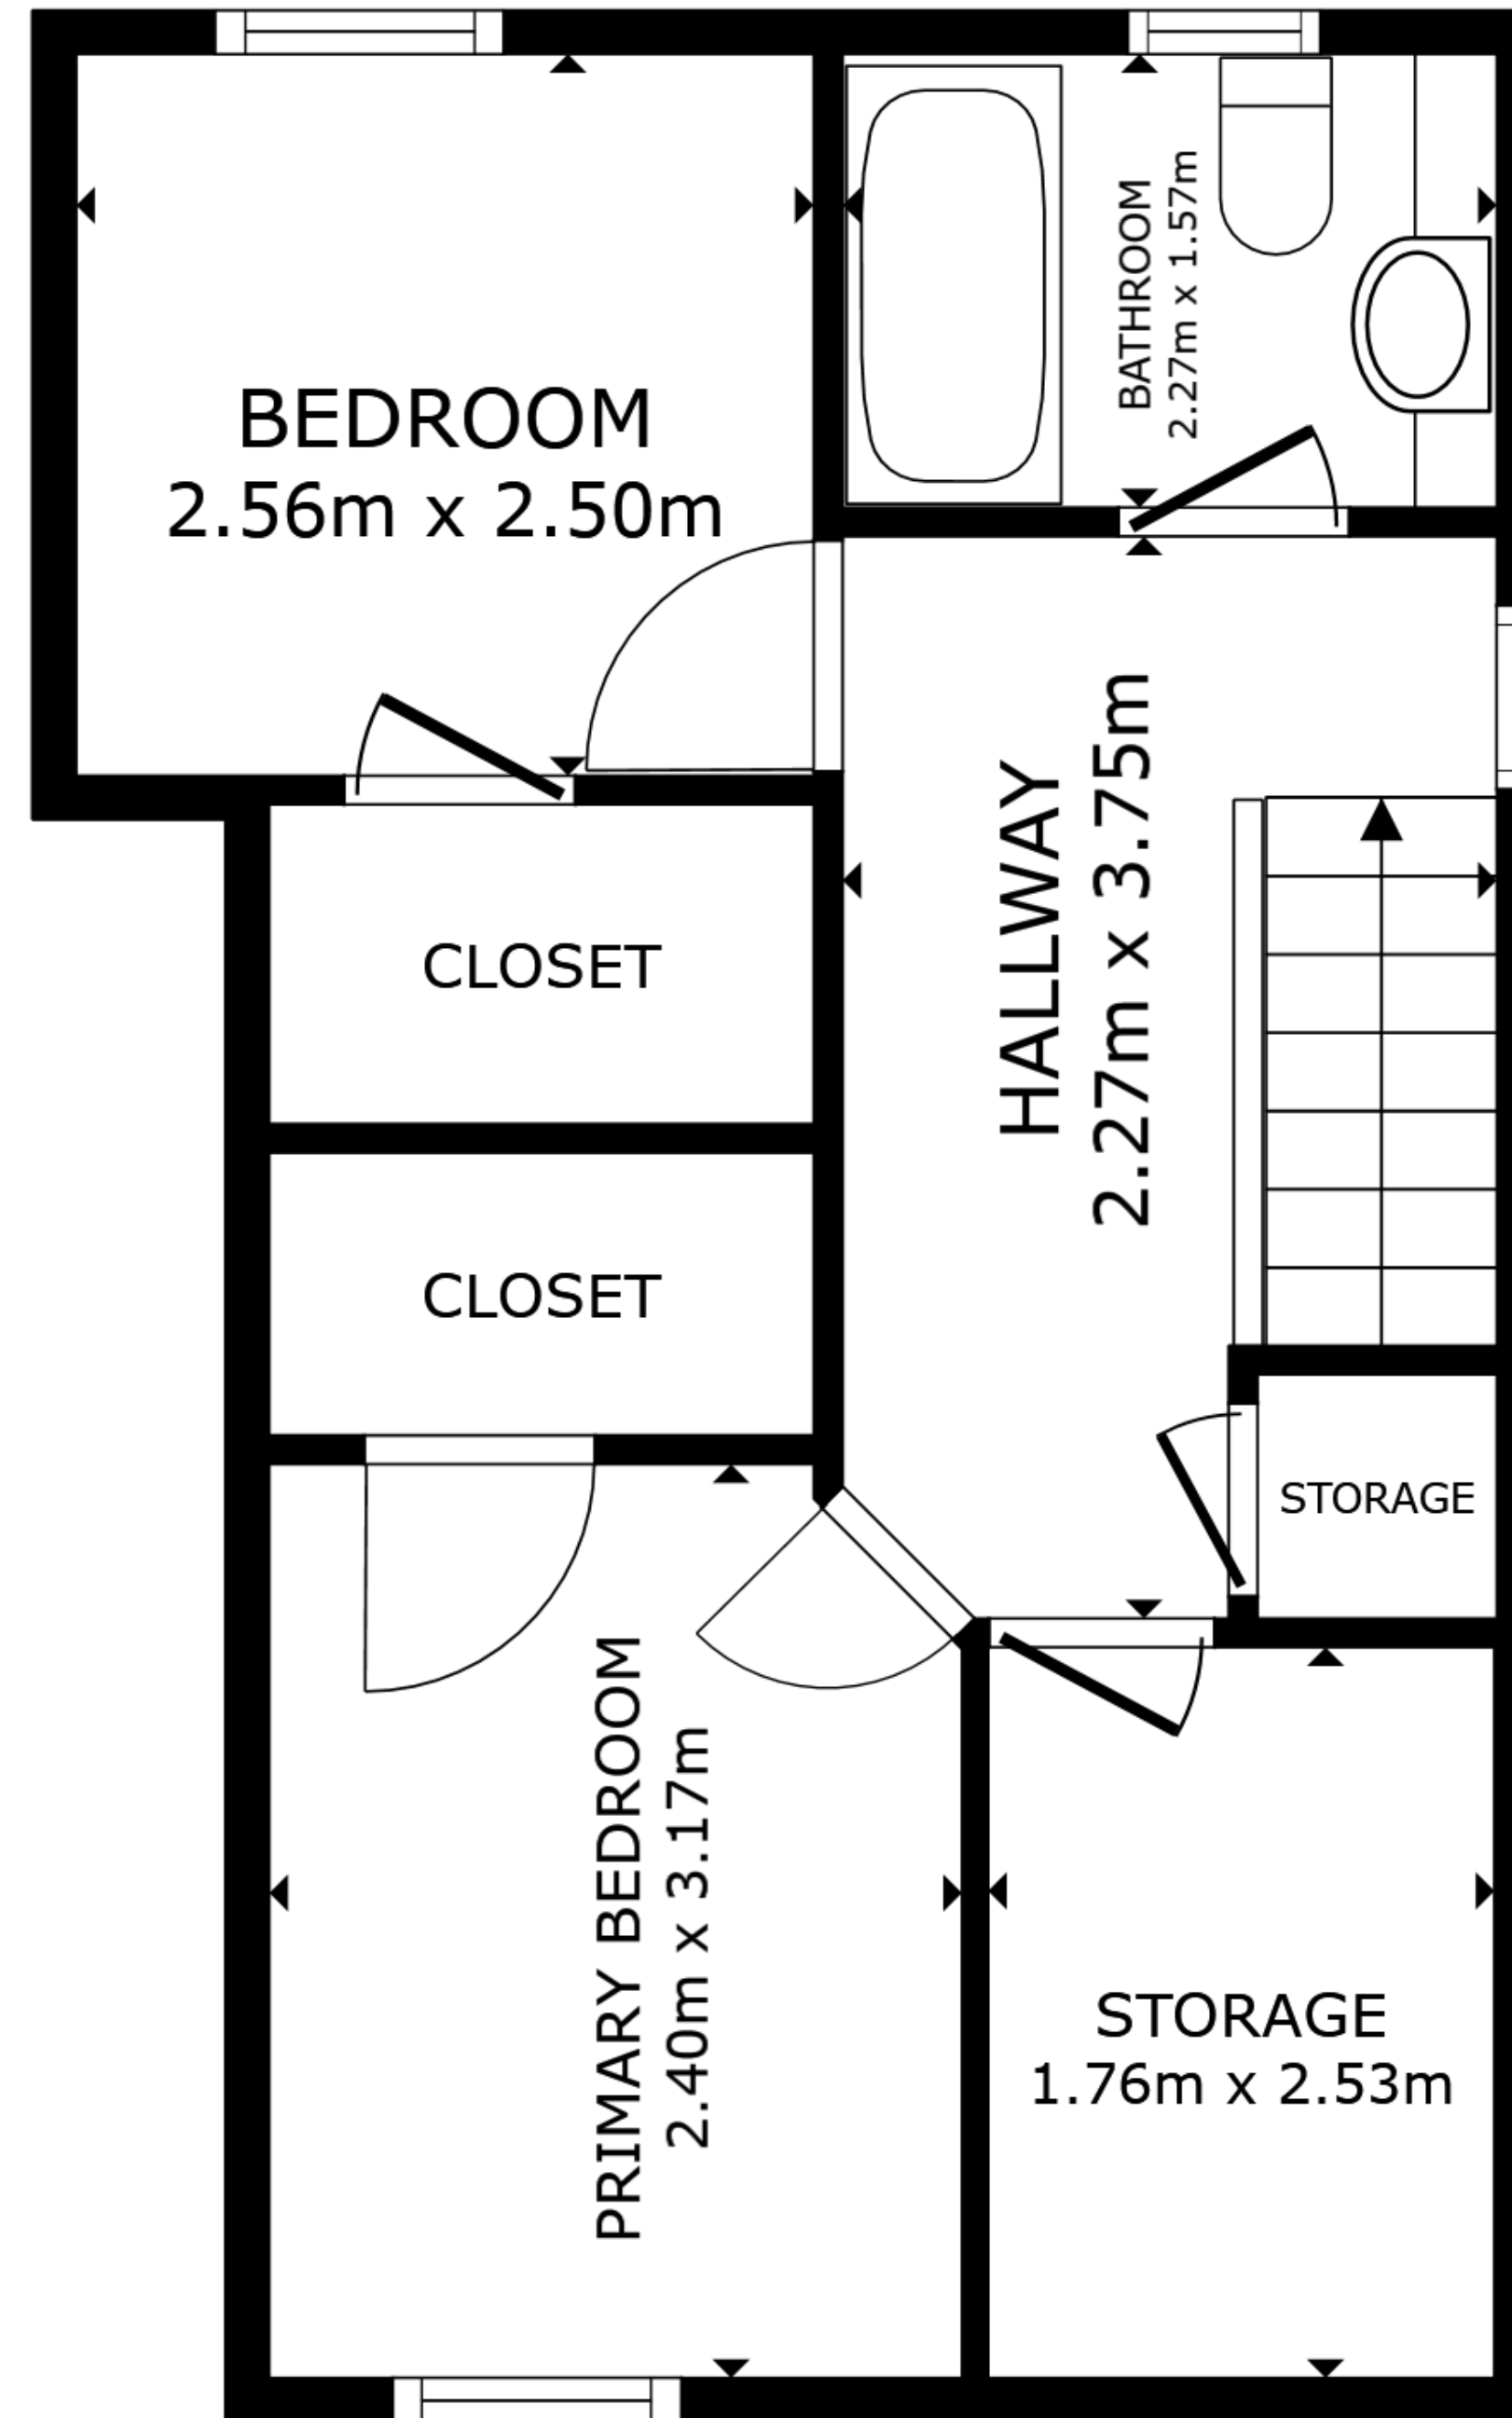 BEDROOM
2.56m x 2.50m
BATHROOM
2.27m x 1.57m
HALLWAY
2.27m x 3.75m
CLOSET
CLOSET
STORAGE
PRIMARY BEDROOM
2.40m x 3.17m
STORAGE
1.76m x 2.53m